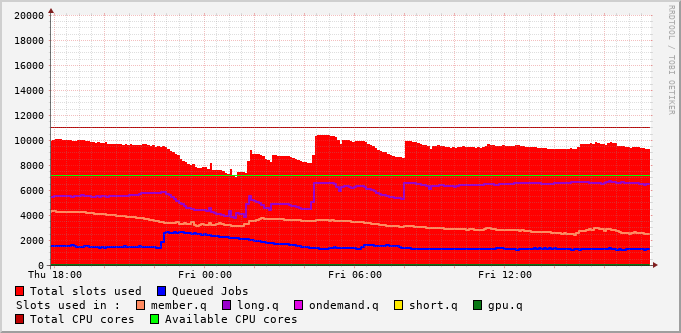 20000
18000
16000
14000
12000
10000
8000
6000
4000
2000
0
Thu 18:00 Fri 00:00 Fri 06:00 Fri 12:00
Total slots used Queued Jobs
Slots used in : member.q long.q ondemand.q short.q gpu.q
Total CPU cores Available CPU cores
RRDTOOL / TOBI OETIKER